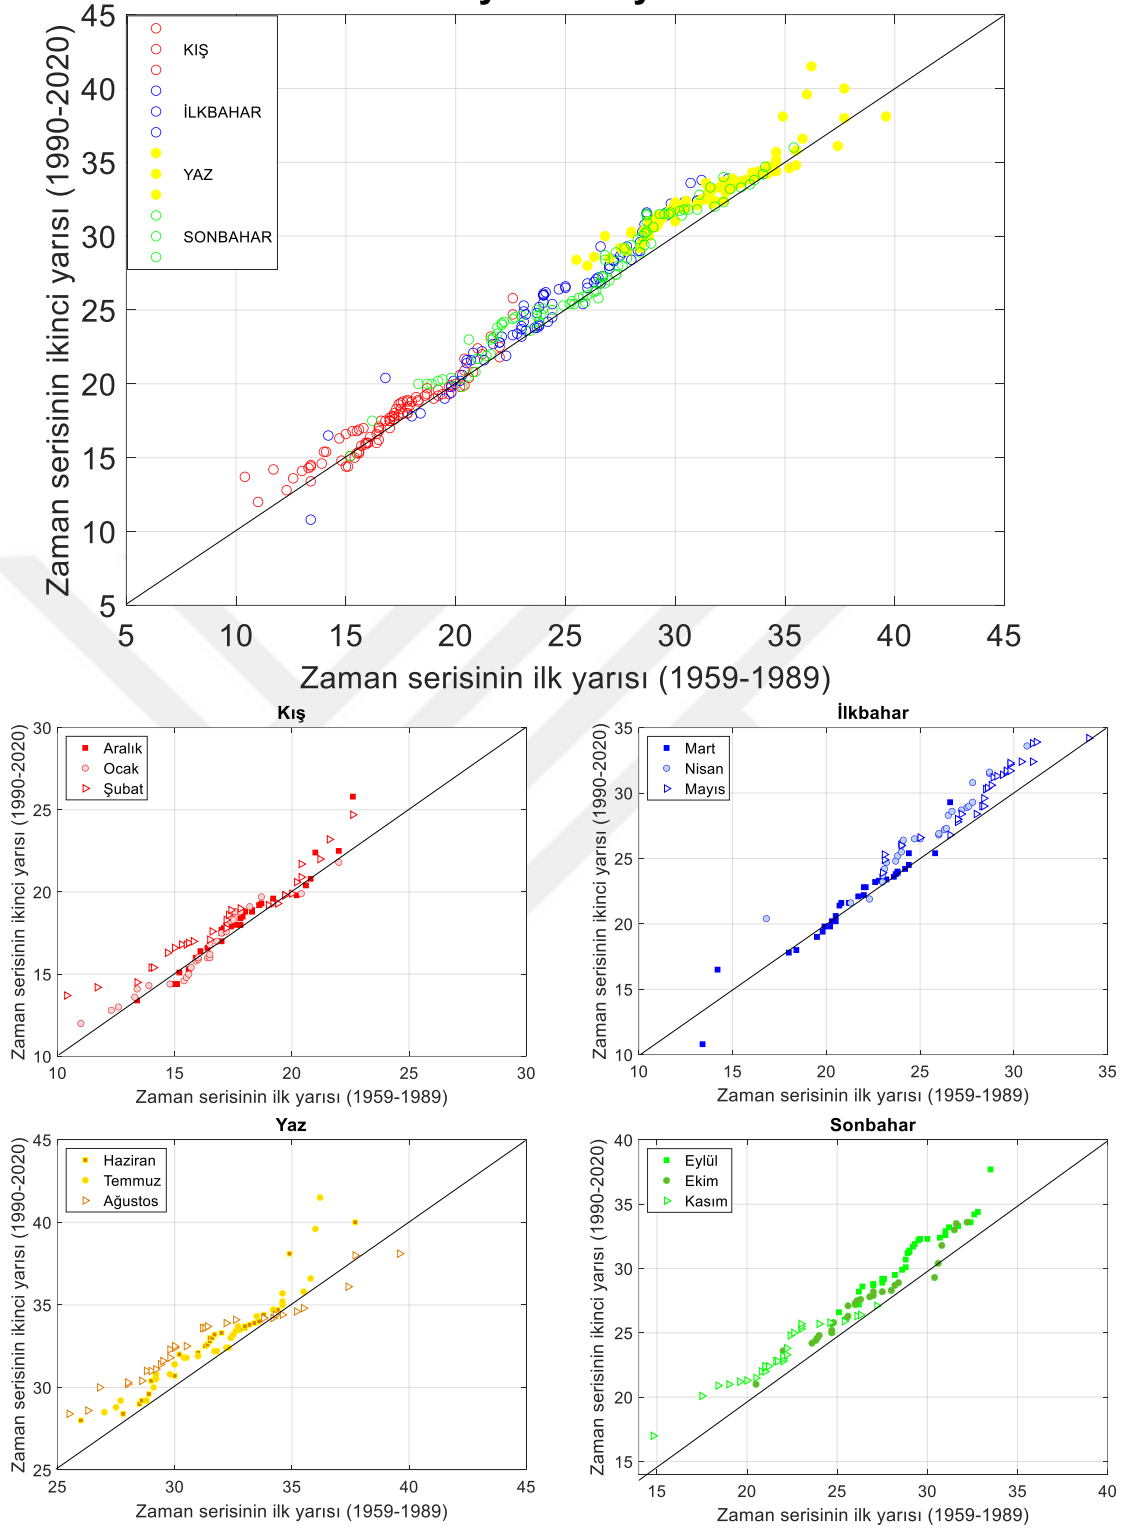 45
40
35
30
25
20
15
10
5
Zaman serisinin ikinci yarısı (1990-2020)
KIŞ
İLKBAHAR
YAZ
SONBAHAR
5 10 15 20 25 30 35 40 45
Zaman serisinin ilk yarısı (1959-1989)
Kış
30
25
20
15
10
Zaman serisinin ikinci yarısı (1990-2020)
Aralık
Ocak
Şubat
10 15 20 25 30
Zaman serisinin ilk yarısı (1959-1989)
İlkbahar
35
30
25
20
15
10
Zaman serisinin ikinci yarısı (1990-2020)
Mart
Nisan
Mayıs
10 15 20 25 30 35
Zaman serisinin ilk yarısı (1959-1989)
Yaz
45
40
35
30
25
Zaman serisinin ikinci yarısı (1990-2020)
Haziran
Temmuz
Ağustos
25 30 35 40 45
Zaman serisinin ilk yarısı (1959-1989)
Sonbahar
40
35
30
25
20
15
Zaman serisinin ikinci yarısı (1990-2020)
Eylül
Ekim
Kasım
15 20 25 30 35 40
Zaman serisinin ilk yarısı (1959-1989)